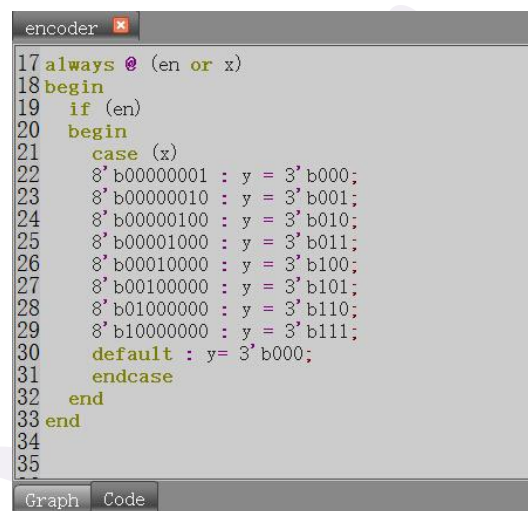 encoder
17 always @ (en or x)
18 begin
19 if (en)
20 begin
21 case (x)
22 8'b00000001 : y = 3'b000;
23 8'b00000010 : y = 3'b001;
24 8'b00000100 : y = 3'b010;
25 8'b00001000 : y = 3'b011;
26 8'b00010000 : y = 3'b100;
27 8'b00100000 : y = 3'b101;
28 8'b01000000 : y = 3'b110;
29 8'b10000000 : y = 3'b111;
30 default : y= 3'b000;
31 endcase
32 end
33 end
34
35
Graph Code